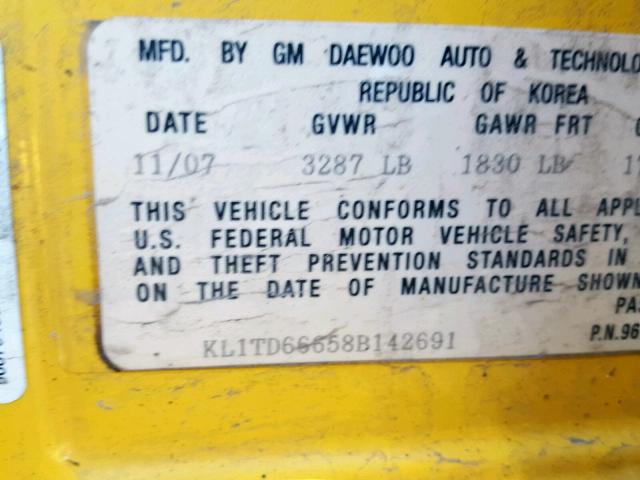 MFD. BY GM DAEWOO AUTO & TECHNOLO
REPUBLIC OF KOREA
DATE GVWR GAWR FRT
11/07 3287 LB 1830 LB
THIS VEHICLE CONFORMS TO ALL APPL
U.S. FEDERAL MOTOR VEHICLE SAFETY,
AND THEFT PREVENTION STANDARDS IN
ON THE DATE OF MANUFACTURE SHOWN
PAS
KL1TD66658B142691 P.N.96